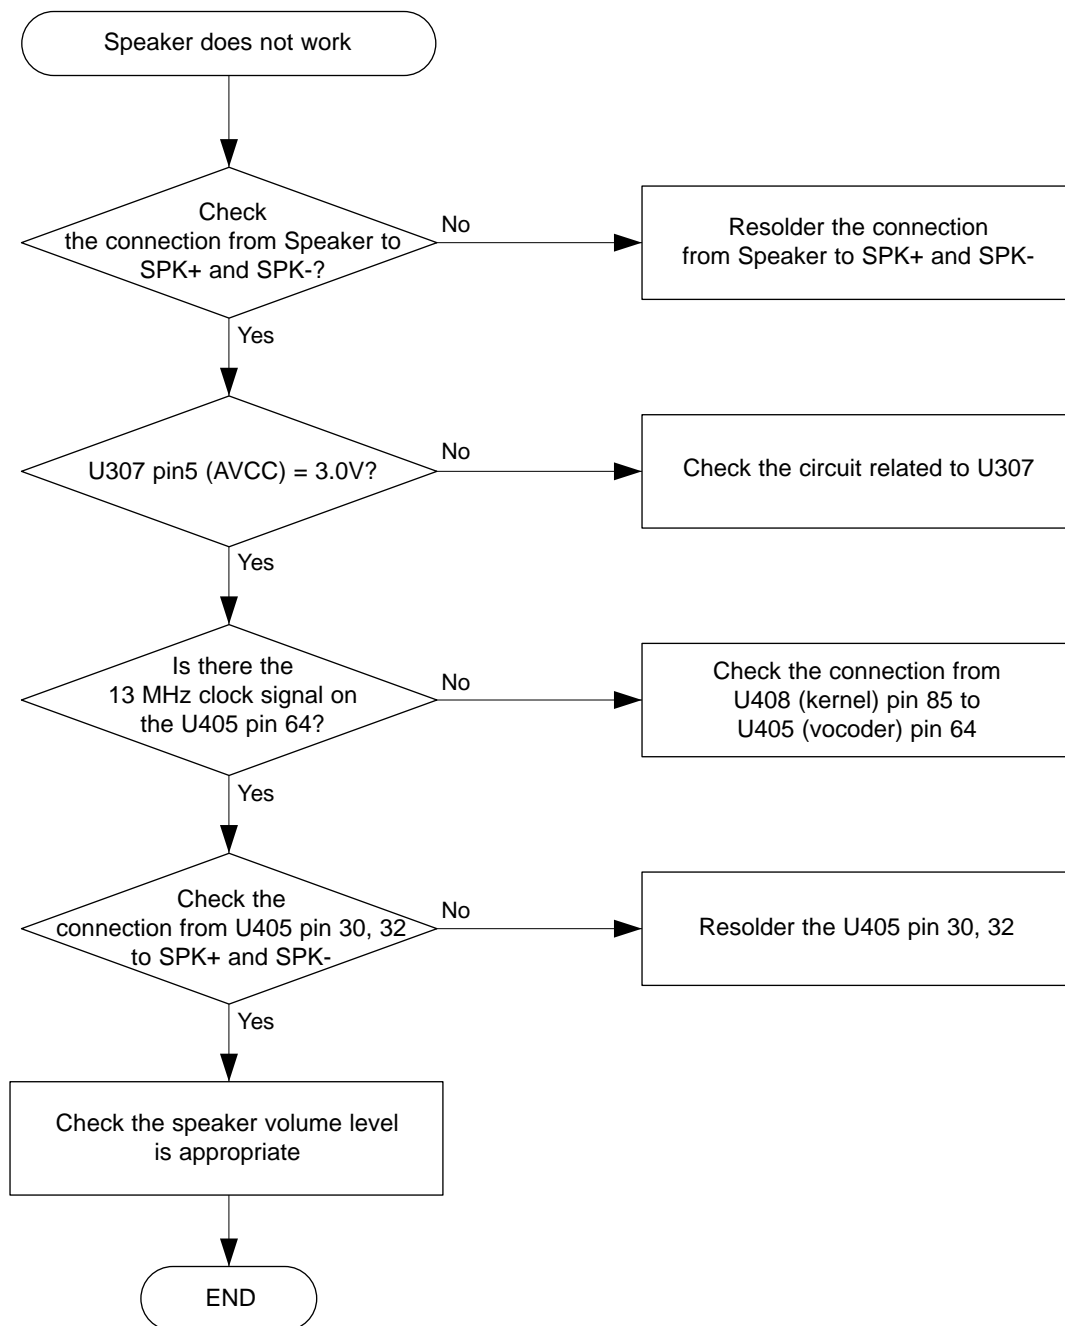 Speaker does not work
Check
the connection from Speaker to
SPK+ and SPK-?
No
Resolder the connection
from Speaker to SPK+ and SPK-
Yes
U307 pin5 (AVCC) = 3.0V?
No
Check the circuit related to U307
Yes
Is there the
13 MHz clock signal on
the U405 pin 64?
No
Check the connection from
U408 (kernel) pin 85 to
U405 (vocoder) pin 64
Yes
Check the
connection from U405 pin 30, 32
to SPK+ and SPK-
No
Resolder the U405 pin 30, 32
Yes
Check the speaker volume level
is appropriate
END